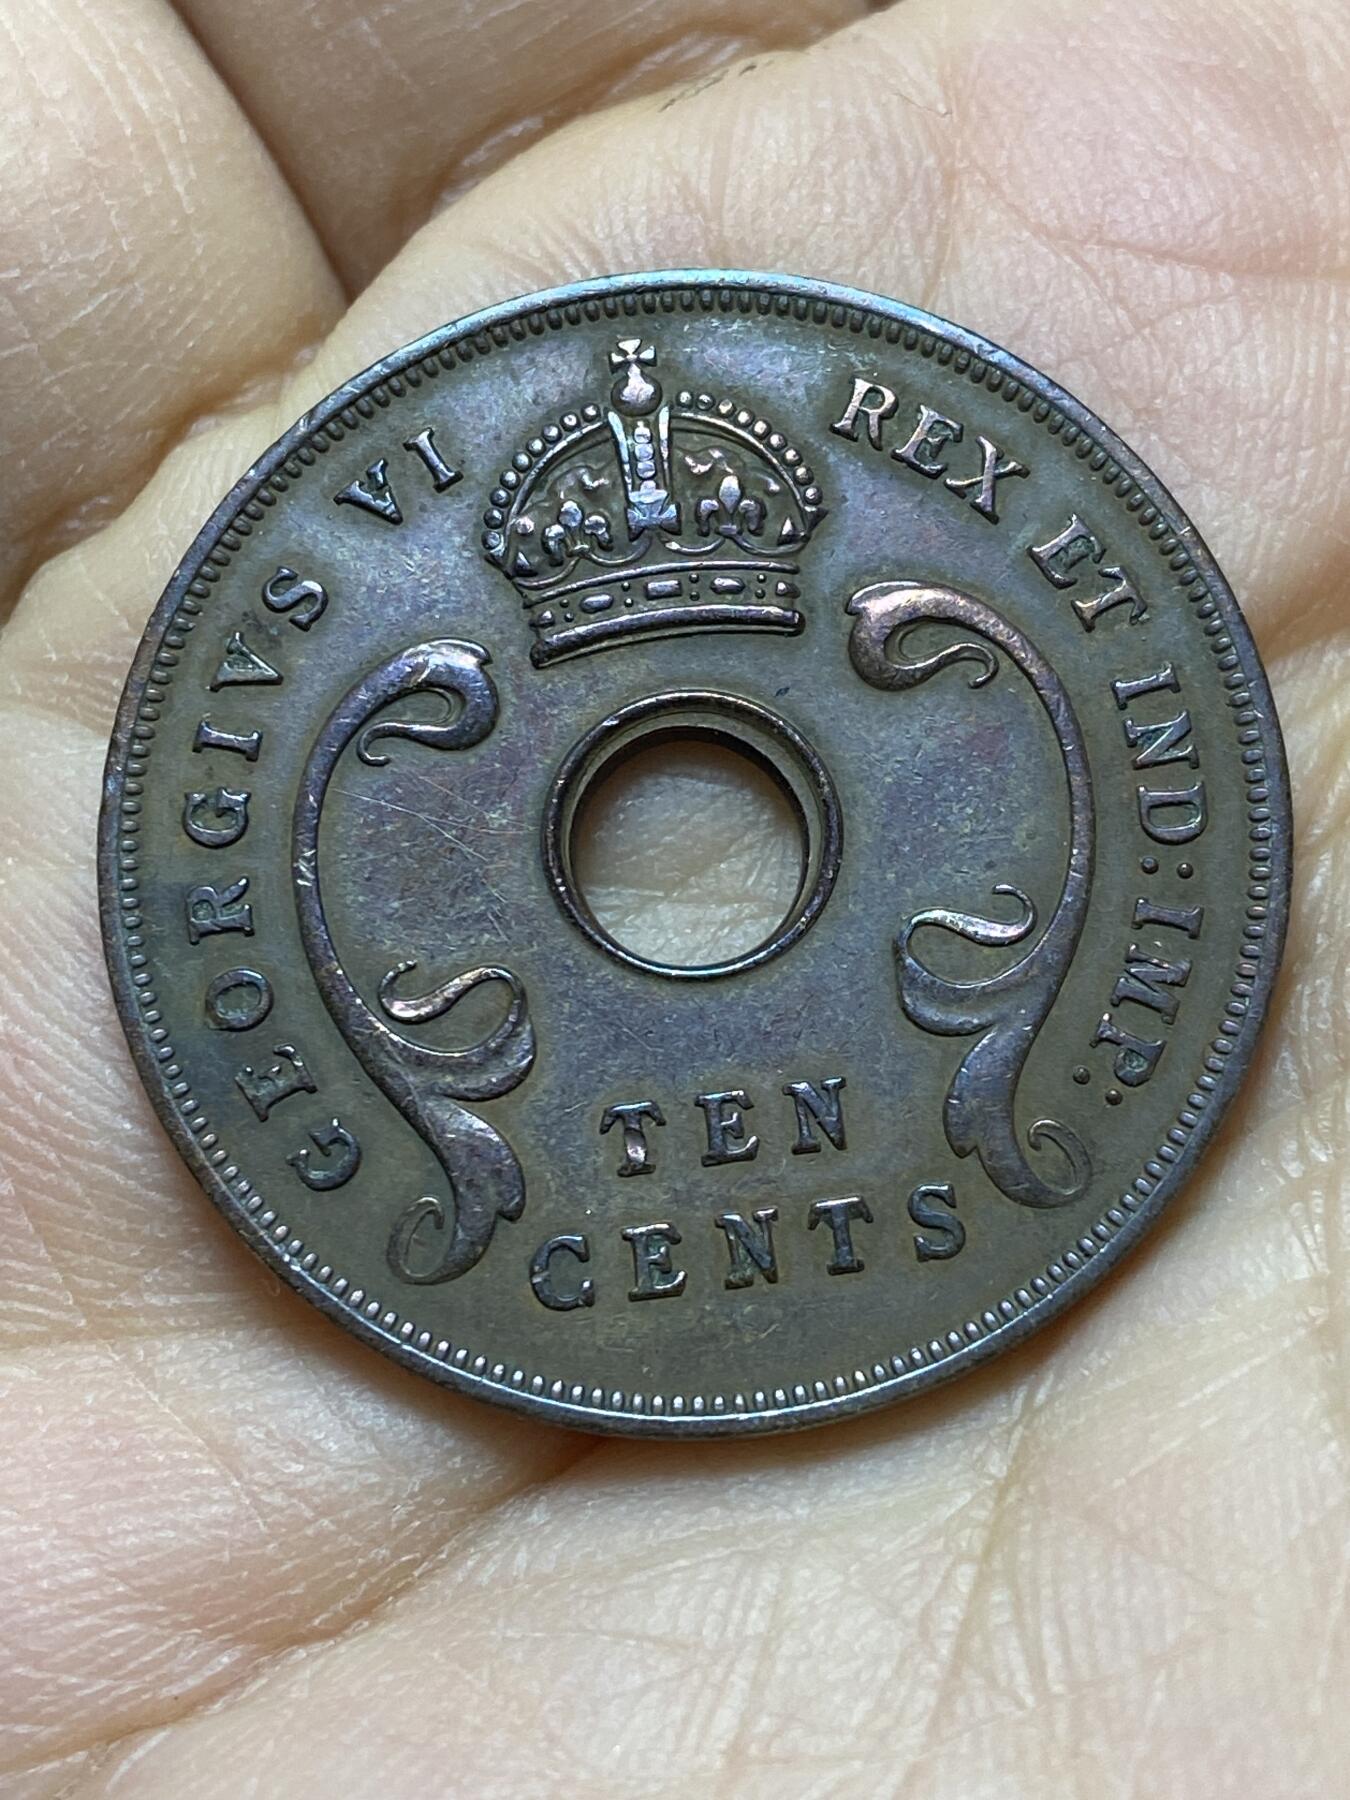 GEORGIVS VI REX ET IND:IMP:
TEN
CENTS